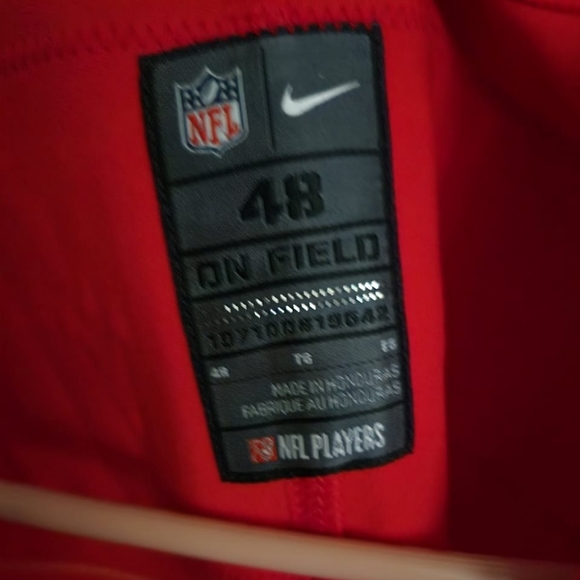 NFL
48
ON FIELD
MADE IN HONDURAS
FABRIQUE AU HONDURAS
NFL PLAYERS